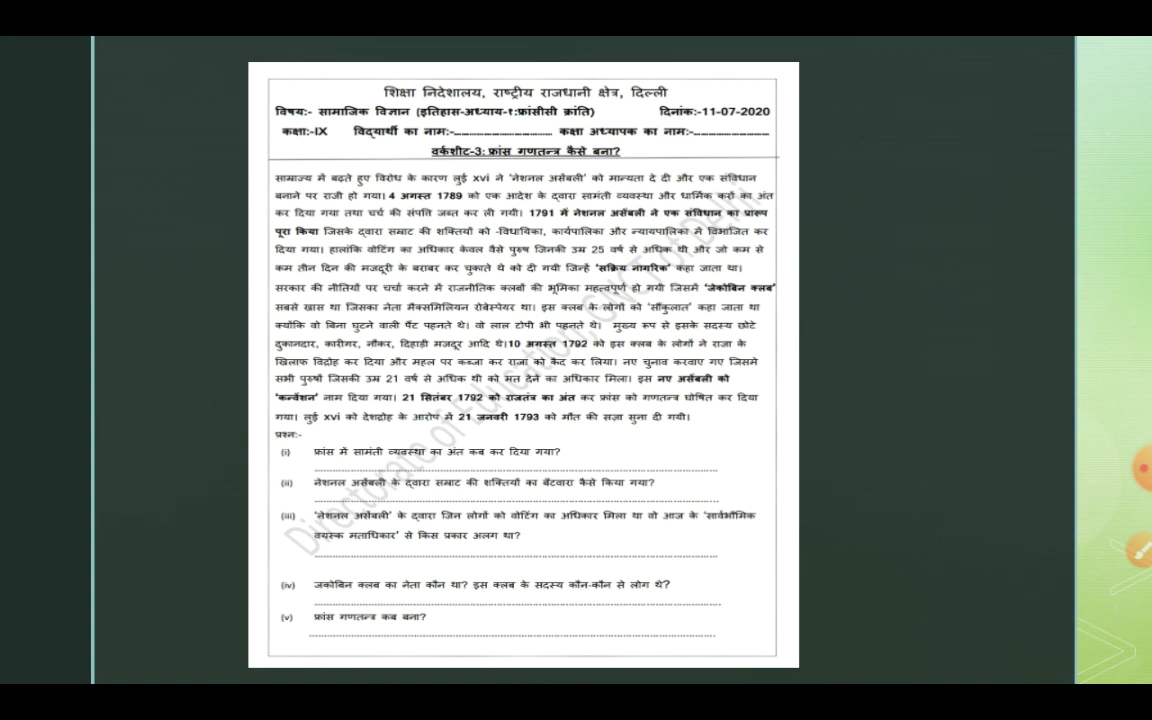 शिक्षा निदेशालय, राष्ट्रीय राजधानी क्षेत्र, दिल्ली
विषय:- सामाजिक विज्ञान (इतिहास-अध्याय-१:फ्रांसीसी क्रांति) दिनांक:-11-07-2020
कक्षा:-IX विद्यार्थी का नाम:-.......................... कक्षा अध्यापक का नाम:-....................
वर्कशीट-3: फ्रांस गणतन्त्र कैसे बना?
साम्राज्य में बढ़ते हुए विरोध के कारण लुई xvi ने 'नेशनल असेंबली' को मान्यता दे दी और एक संविधान
बनाने पर राजी हो गया। 4 अगस्त 1789 को एक आदेश के द्वारा सामंती व्यवस्था और धार्मिक करों का अंत
कर दिया गया तथा चर्च की संपत्ति जब्त कर ली गयी। 1791 में नेशनल असेंबली ने एक संविधान का प्रारूप
पूरा किया जिसके द्वारा सम्राट की शक्तियों को -विधायिका, कार्यपालिका और न्यायपालिका में विभाजित कर
दिया गया। हालांकि वोटिंग का अधिकार केवल वैसे पुरुष जिनकी उम्र 25 वर्ष से अधिक थी और जो कम से
कम तीन दिन की मजदूरी के बराबर कर चुकाते थे को दी गयी जिन्हें 'सक्रिय नागरिक' कहा जाता था।
सरकार की नीतियों पर चर्चा करने में राजनीतिक क्लबों की भूमिका महत्वपूर्ण हो गयी जिसमें 'जेकोबिन क्लब'
सबसे खास था जिसका नेता मैक्समिलियन रोबेस्पेयर था। इस क्लब के लोगों को 'सौंकुलात' कहा जाता था
क्योंकि वो बिना घुटने वाली पैंट पहनते थे। वो लाल टोपी भी पहनते थे। मुख्य रूप से इसके सदस्य छोटे
दुकानदार, कारीगर, नौकर, दिहाड़ी मजदूर आदि थे।10 अगस्त 1792 को इस क्लब के लोगों ने राजा के
खिलाफ विद्रोह कर दिया और महल पर कब्जा कर राजा को कैद कर लिया। नए चुनाव करवाए गए जिसमें
सभी पुरुषों जिसकी उम्र 21 वर्ष से अधिक थी को मत देने का अधिकार मिला। इस नए असेंबली को
'कन्वेंशन' नाम दिया गया। 21 सितंबर 1792 को राजतंत्र का अंत कर फ्रांस को गणतन्त्र घोषित कर दिया
गया। लुई xvi को देशद्रोह के आरोप में 21 जनवरी 1793 को मौत की सज़ा सुना दी गयी।
प्रश्न:-
(i) फ्रांस में सामंती व्यवस्था का अंत कब कर दिया गया?
(ii) नेशनल असेंबली के द्वारा सम्राट की शक्तियों का बँटवारा कैसे किया गया?
(iii) 'नेशनल असेंबली' के द्वारा जिन लोगों को वोटिंग का अधिकार मिला था वो आज के 'सार्वभौमिक
वयस्क मताधिकार' से किस प्रकार अलग था?
(iv) जकोबिन क्लब का नेता कौन था? इस क्लब के सदस्य कौन-कौन से लोग थे?
(v) फ्रांस गणतन्त्र कब बना?